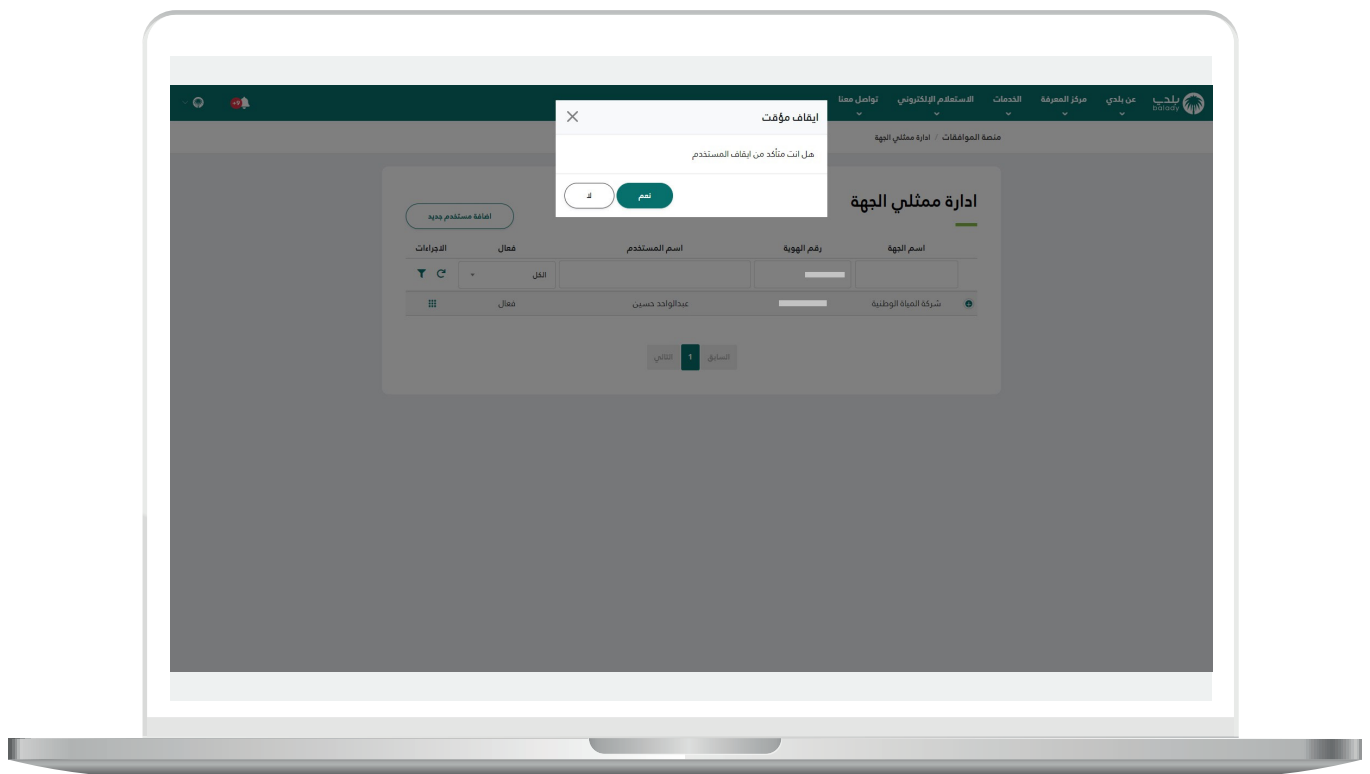 بلدي
balady
عن بلدي
مركز المعرفة
الخدمات
الاستعلام الإلكتروني
تواصل معنا
+9
منصة الموافقات / ادارة ممثلي الجهة
ايقاف مؤقت
هل انت متأكد من ايقاف المستخدم
نعم
لا
ادارة ممثلي الجهة
اضافة مستخدم جديد
اسم الجهة
رقم الهوية
اسم المستخدم
فعال
الاجراءات
الكل
شركة المياة الوطنية
عبدالواحد حسين
فعال
السابق
1
التالي